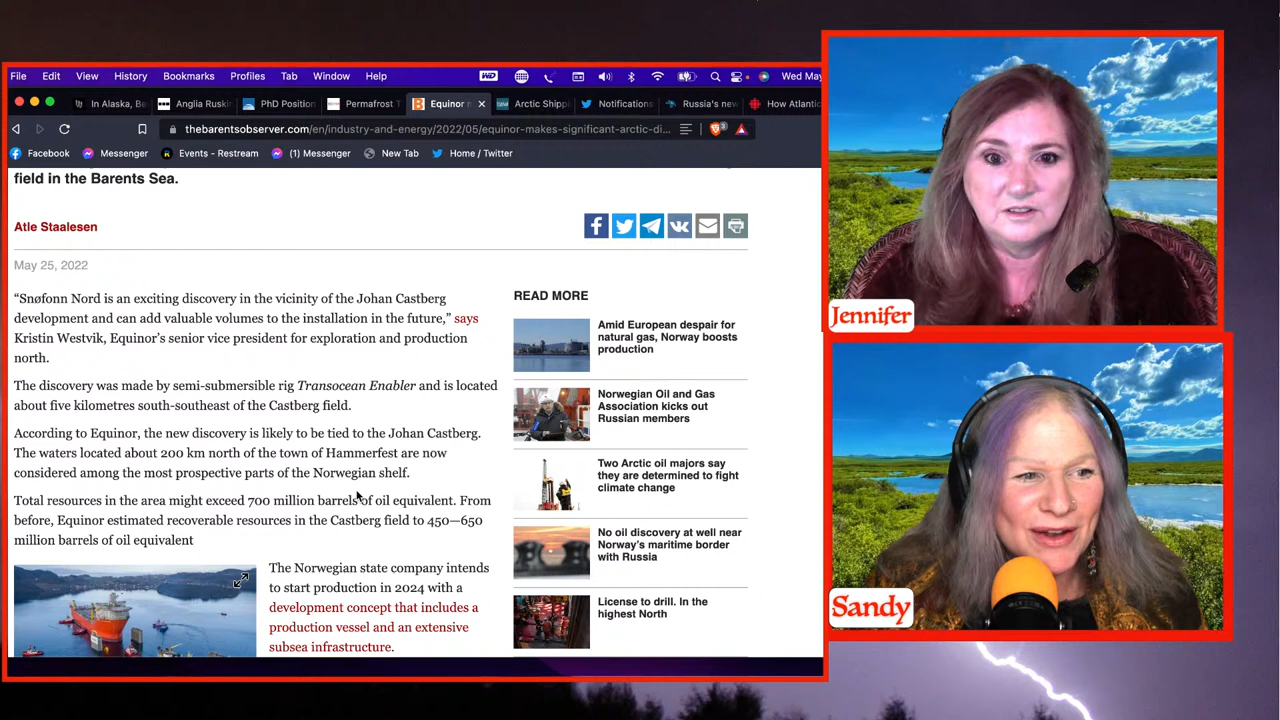 File Edit View History Bookmarks Profiles Tab Window Help
WD
Wed May
In Alaska, Be
Anglia Ruski
PhD Position
Permafrost T
Equinor m
Arctic Shippi
Notifications
Russia's new
How Atlantic
thebarentsobserver.com/en/industry-and-energy/2022/05/equinor-makes-significant-arctic-di...
3
Facebook
Messenger
Events - Restream
(1) Messenger
New Tab
Home / Twitter
field in the Barents Sea.
Atle Staalesen
May 25, 2022
“Snøfonn Nord is an exciting discovery in the vicinity of the Johan Castberg
development and can add valuable volumes to the installation in the future,” says
Kristin Westvik, Equinor’s senior vice president for exploration and production
north.
The discovery was made by semi-submersible rig Transocean Enabler and is located
about five kilometres south-southeast of the Castberg field.
According to Equinor, the new discovery is likely to be tied to the Johan Castberg.
The waters located about 200 km north of the town of Hammerfest are now
considered among the most prospective parts of the Norwegian shelf.
Total resources in the area might exceed 700 million barrels of oil equivalent. From
before, Equinor estimated recoverable resources in the Castberg field to 450—650
million barrels of oil equivalent
The Norwegian state company intends
to start production in 2024 with a
development concept that includes a
production vessel and an extensive
subsea infrastructure.
READ MORE
Amid European despair for
natural gas, Norway boosts
production
Norwegian Oil and Gas
Association kicks out
Russian members
Two Arctic oil majors say
they are determined to fight
climate change
No oil discovery at well near
Norway’s maritime border
with Russia
License to drill. In the
highest North
Jennifer
Sandy